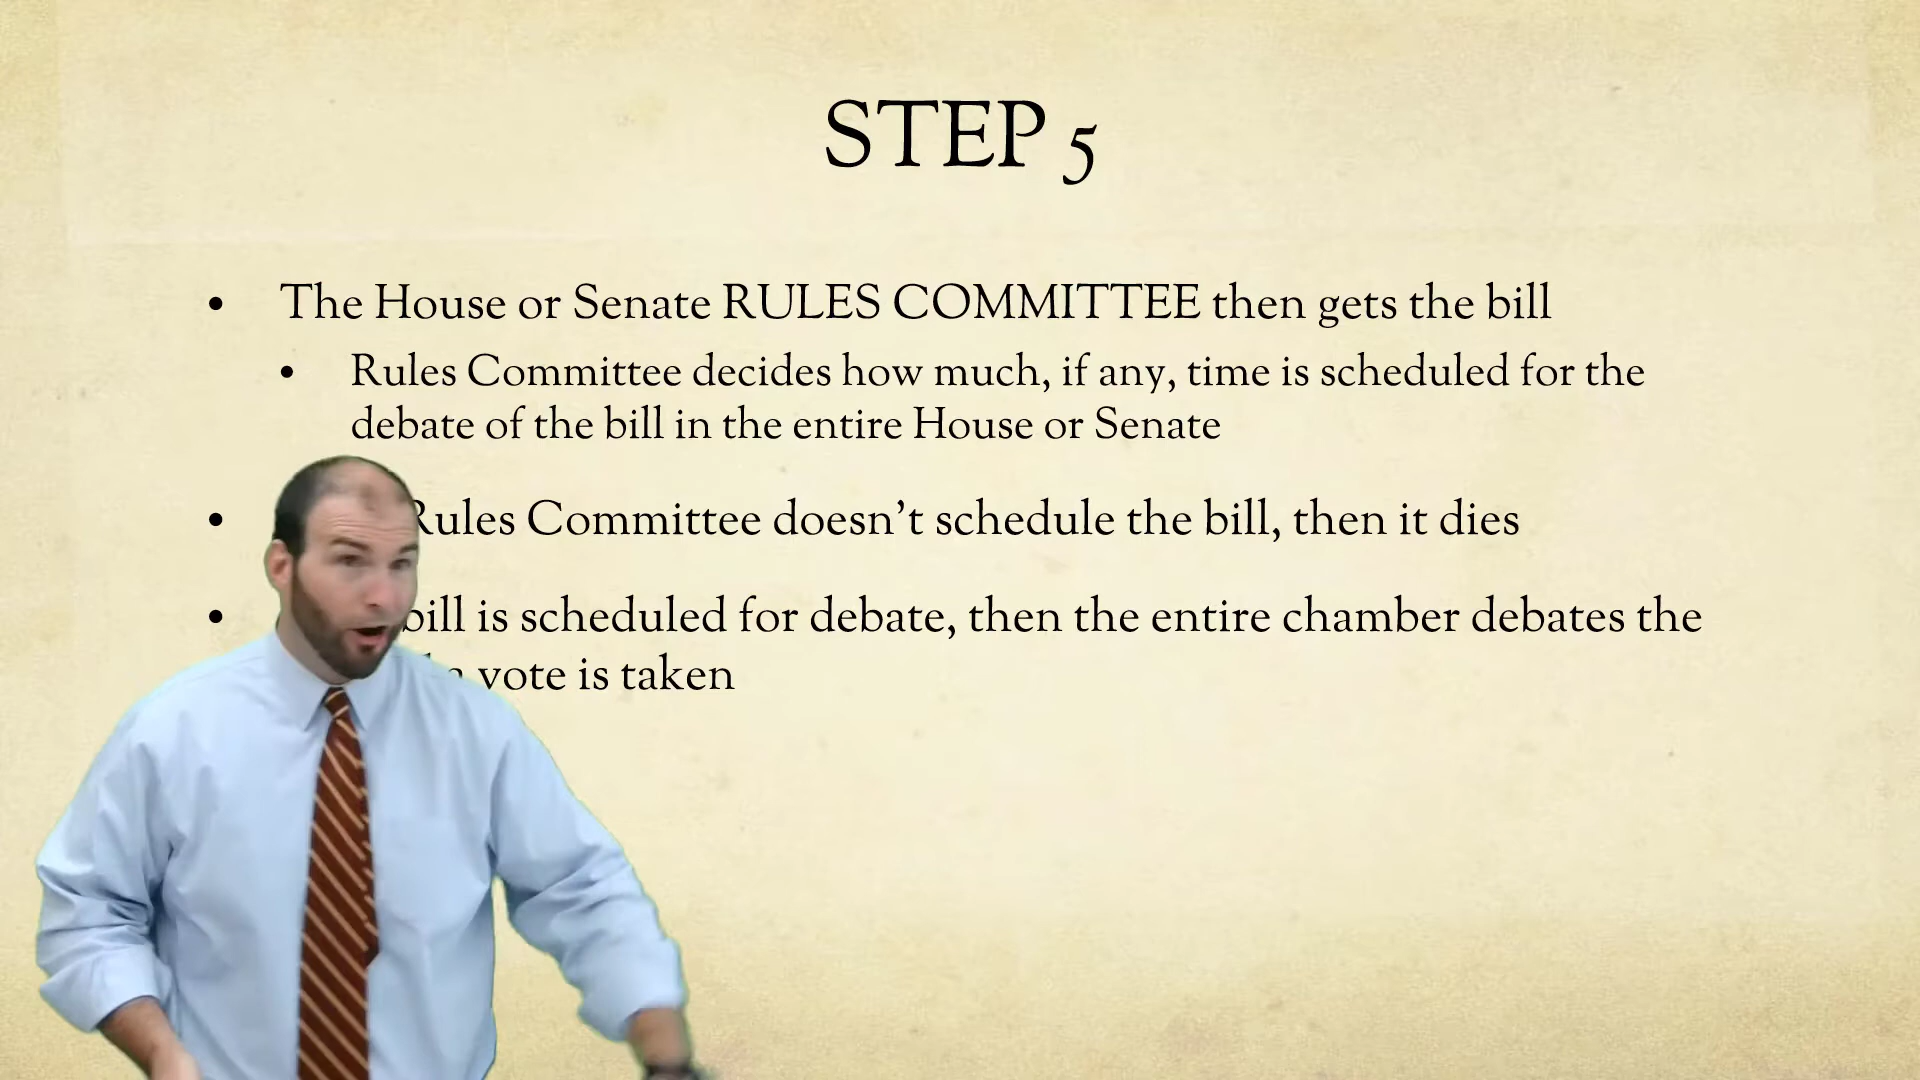 STEP 5
• The House or Senate RULES COMMITTEE then gets the bill
• Rules Committee decides how much, if any, time is scheduled for the
debate of the bill in the entire House or Senate
• Rules Committee doesn't schedule the bill, then it dies
• bill is scheduled for debate, then the entire chamber debates the
vote is taken